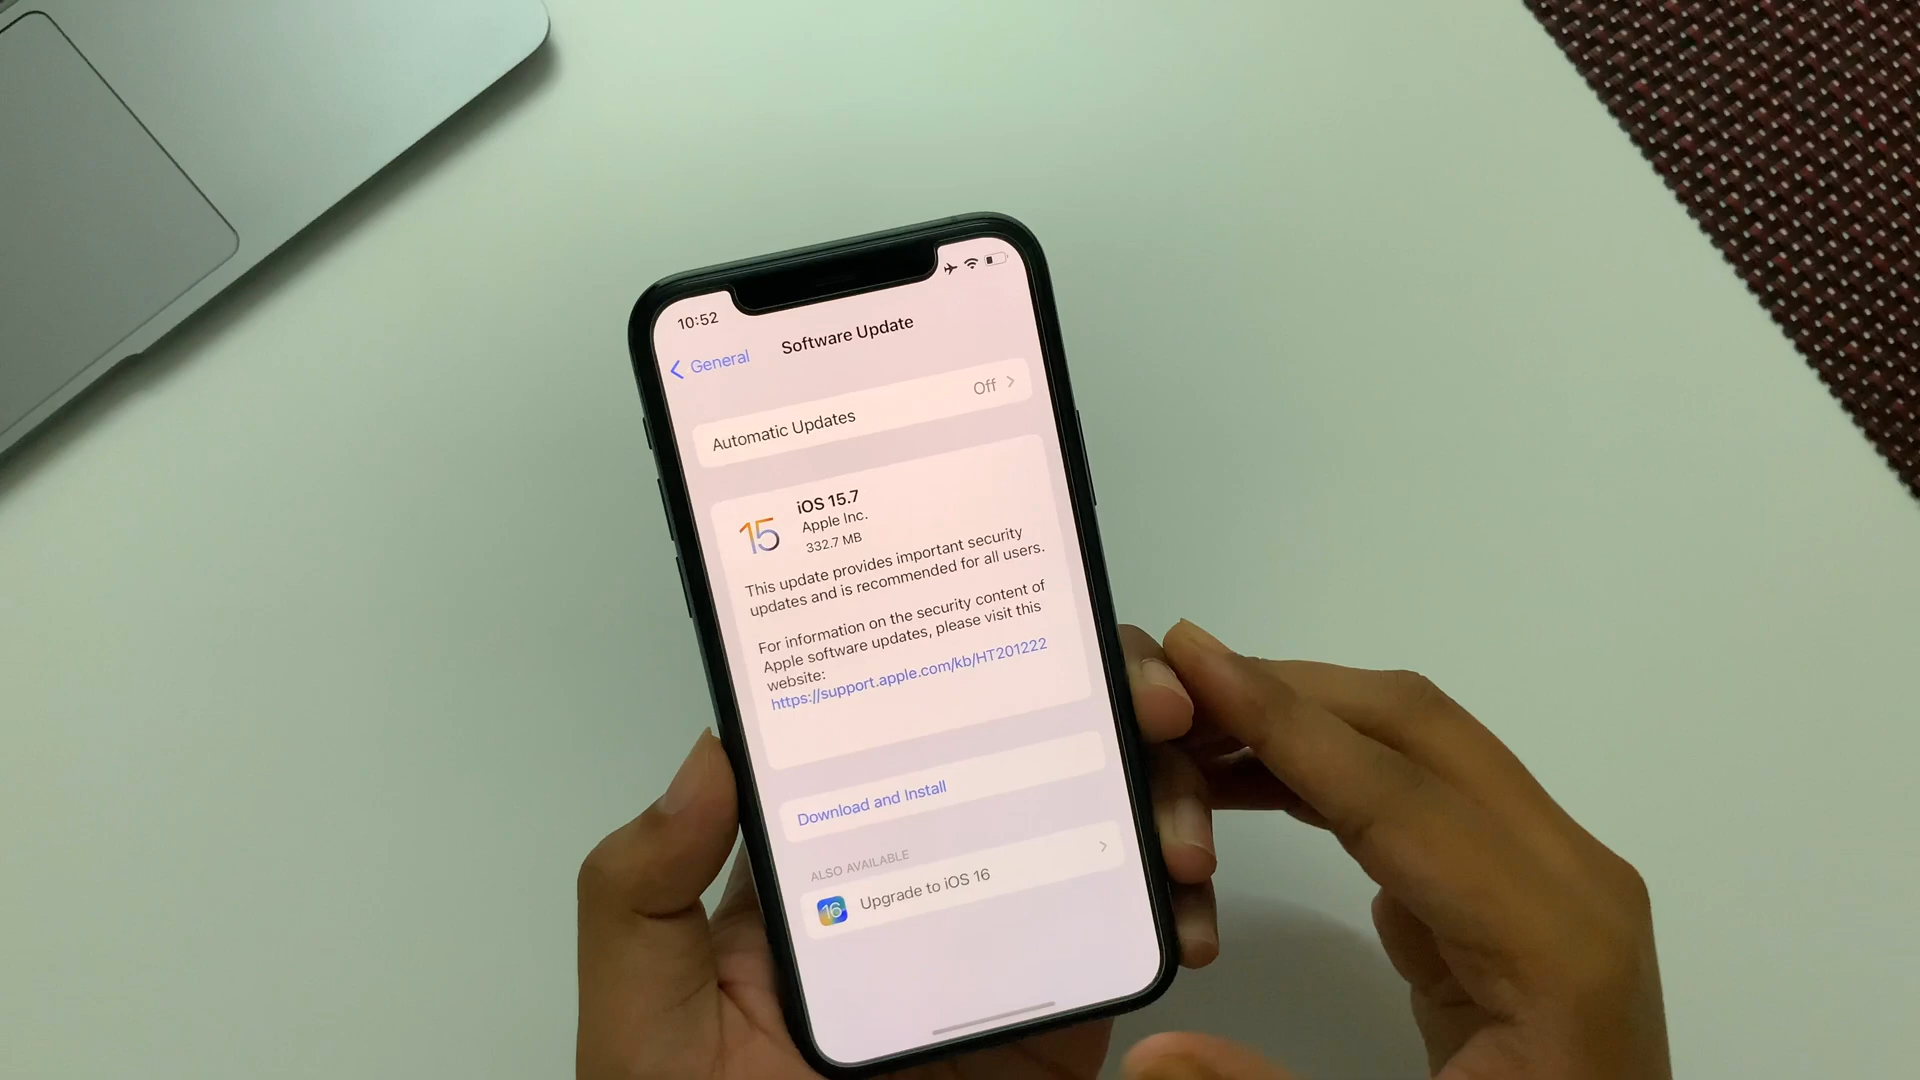 10:52
General
Software Update
Automatic Updates
Off
15
iOS 15.7
Apple Inc.
332.7 MB
This update provides important security
updates and is recommended for all users.
For information on the security content of
Apple software updates, please visit this
website:
https://support.apple.com/kb/HT201222
Download and Install
ALSO AVAILABLE
16
Upgrade to iOS 16